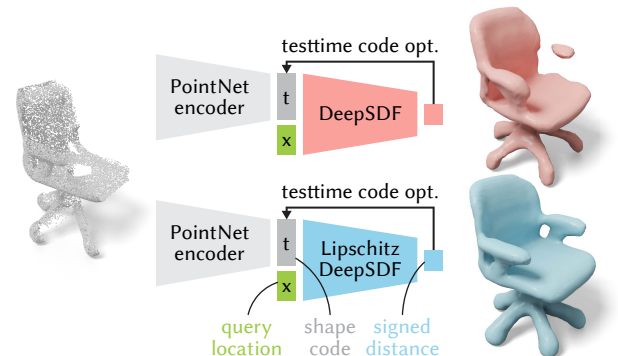 testtime code opt.
PointNet
encoder
t
DeepSDF
x
testtime code opt.
PointNet
encoder
t
Lipschitz
DeepSDF
x
query
location
shape
code
signed
distance